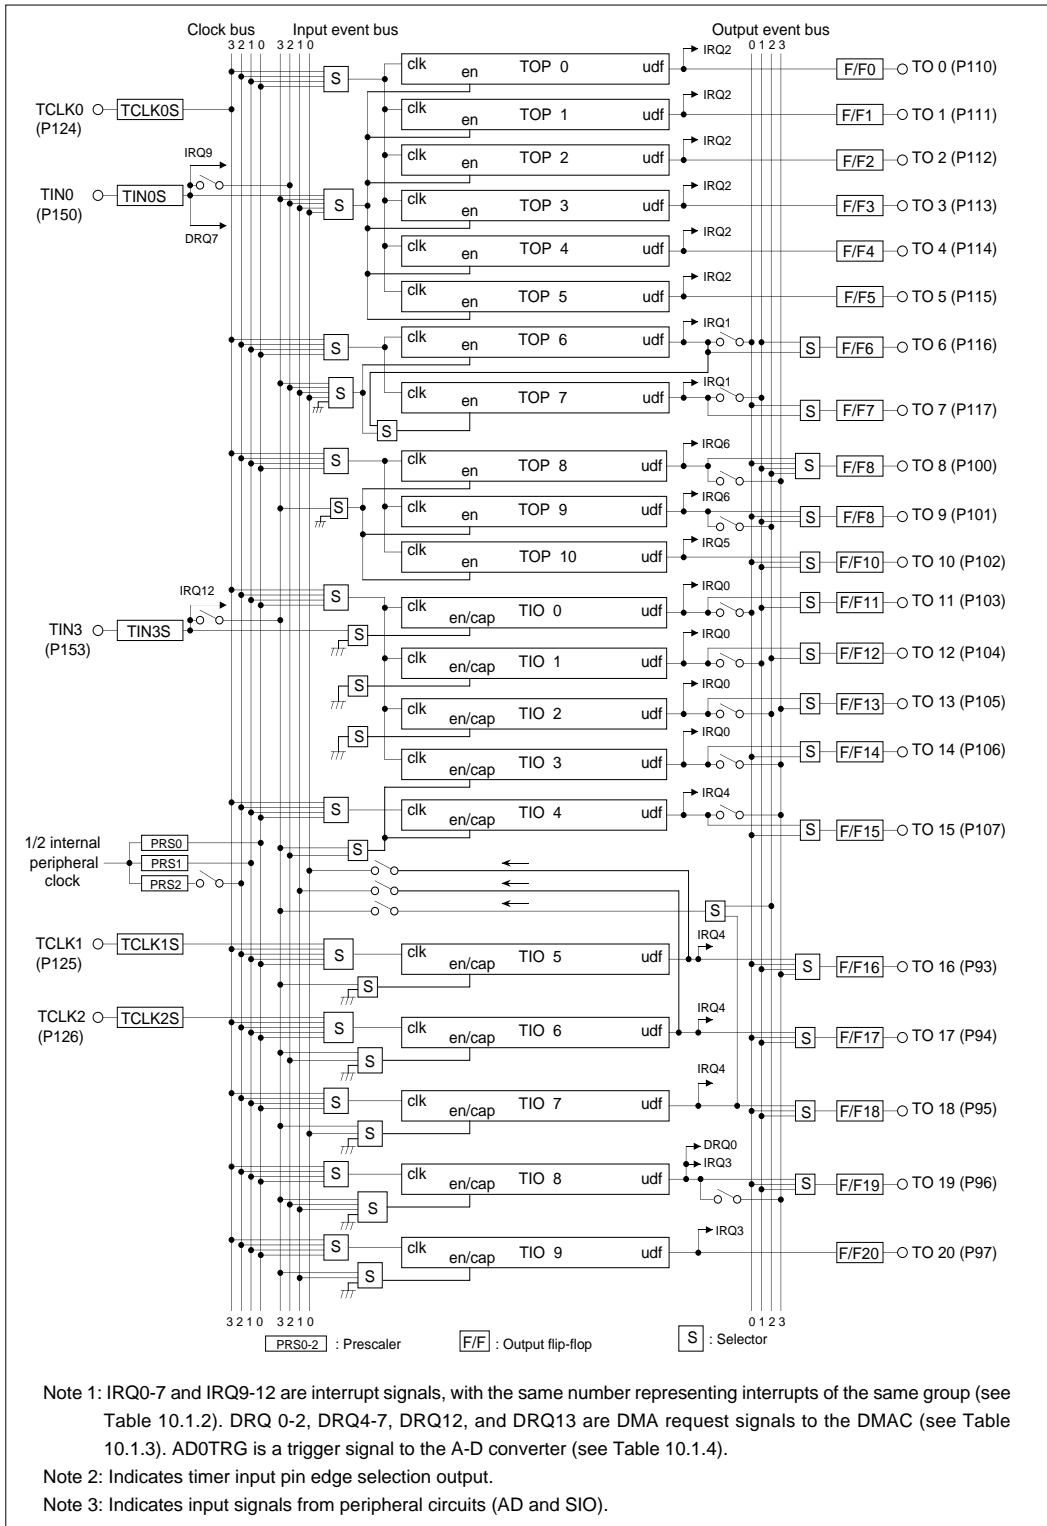 Clock bus Input event bus Output event bus
3 2 1 0 3 2 1 0 0 1 2 3
clk en TOP 0 udf IRQ2 F/F0 TO 0 (P110)
S
TCLK0 TCLK0S
(P124)
clk en TOP 1 udf IRQ2 F/F1 TO 1 (P111)
IRQ9
clk en TOP 2 udf IRQ2 F/F2 TO 2 (P112)
TIN0 TIN0S
(P150)
DRQ7
S
clk en TOP 3 udf IRQ2 F/F3 TO 3 (P113)
clk en TOP 4 udf IRQ2 F/F4 TO 4 (P114)
clk en TOP 5 udf IRQ2 F/F5 TO 5 (P115)
S clk en TOP 6 udf IRQ1 S F/F6 TO 6 (P116)
S clk en TOP 7 udf IRQ1 S F/F7 TO 7 (P117)
S
S clk en TOP 8 udf IRQ6 S F/F8 TO 8 (P100)
S clk en TOP 9 udf IRQ6 S F/F8 TO 9 (P101)
clk en TOP 10 udf IRQ5 S F/F10 TO 10 (P102)
IRQ12
S clk en/cap TIO 0 udf IRQ0 S F/F11 TO 11 (P103)
TIN3 TIN3S
(P153)
S
clk en/cap TIO 1 udf IRQ0 S F/F12 TO 12 (P104)
S
clk en/cap TIO 2 udf IRQ0 S F/F13 TO 13 (P105)
S
clk en/cap TIO 3 udf IRQ0 S F/F14 TO 14 (P106)
S clk TIO 4 udf IRQ4 S F/F15 TO 15 (P107)
en/cap
S
1/2 internal
peripheral
clock
PRS0
PRS1
PRS2
S
TCLK1 TCLK1S
(P125)
S clk en/cap TIO 5 udf IRQ4 S F/F16 TO 16 (P93)
S
TCLK2 TCLK2S
(P126)
S clk en/cap TIO 6 udf IRQ4 S F/F17 TO 17 (P94)
S
S clk en/cap TIO 7 udf IRQ4 S F/F18 TO 18 (P95)
S
DRQ0
IRQ3
S clk en/cap TIO 8 udf S F/F19 TO 19 (P96)
S
S clk en/cap TIO 9 udf IRQ3 F/F20 TO 20 (P97)
S
3 2 1 0 3 2 1 0 0 1 2 3
PRS0-2 : Prescaler F/F : Output flip-flop S : Selector
Note 1: IRQ0-7 and IRQ9-12 are interrupt signals, with the same number representing interrupts of the same group (see
Table 10.1.2). DRQ 0-2, DRQ4-7, DRQ12, and DRQ13 are DMA request signals to the DMAC (see Table
10.1.3). AD0TRG is a trigger signal to the A-D converter (see Table 10.1.4).
Note 2: Indicates timer input pin edge selection output.
Note 3: Indicates input signals from peripheral circuits (AD and SIO).